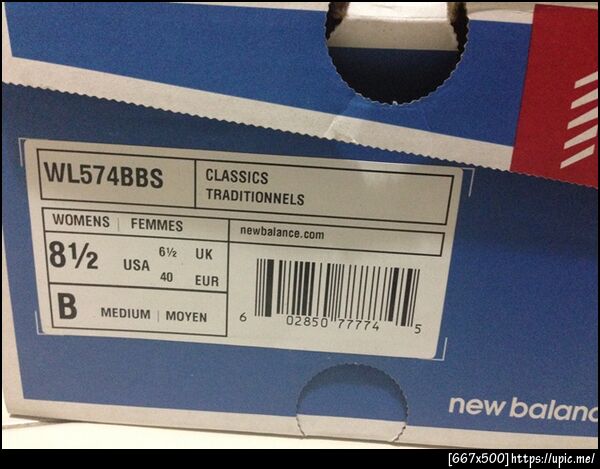 WL574BBS
CLASSICS
TRADITIONNELS
WOMENS | FEMMES
newbalance.com
8½ USA 6½ UK
40 EUR
B MEDIUM | MOYEN
6 02850 77774 5
new balanc
[667x500]https://upic.me/